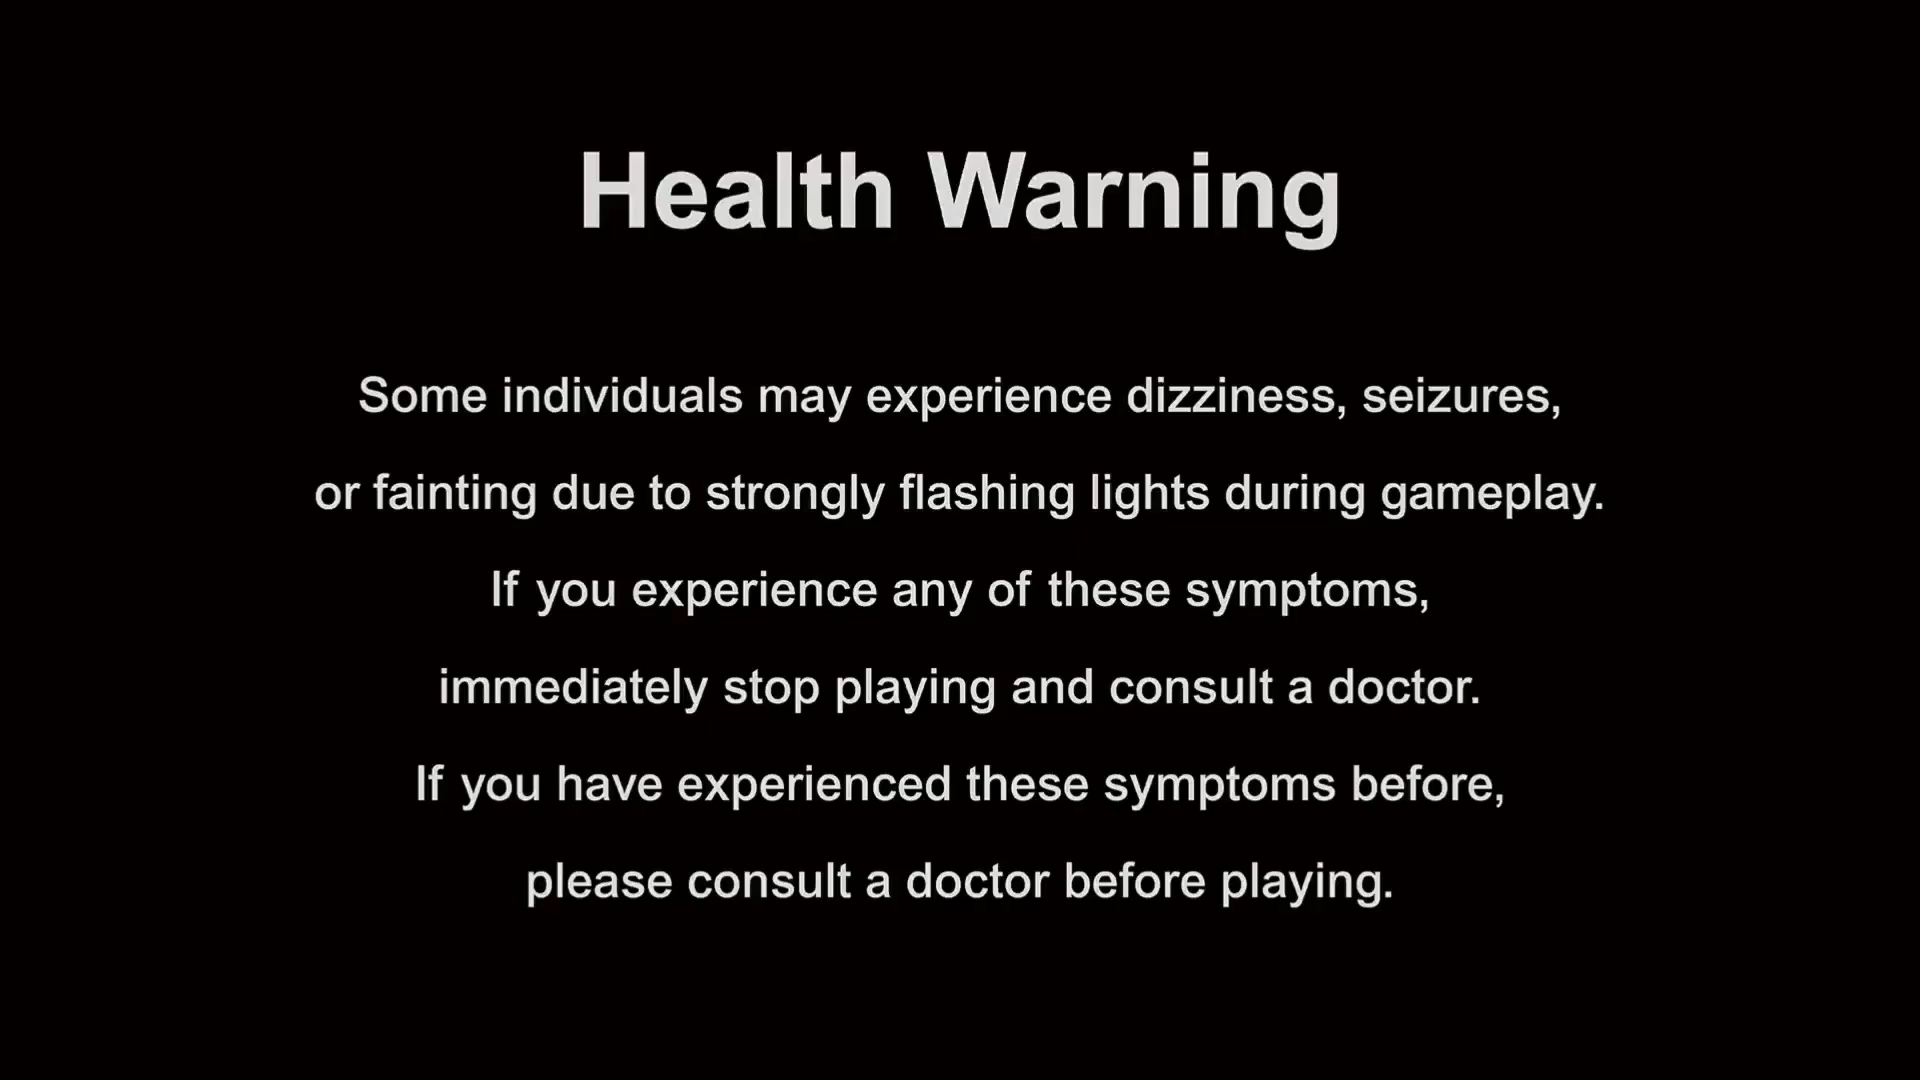 Health Warning
Some individuals may experience dizziness, seizures,
or fainting due to strongly flashing lights during gameplay.
If you experience any of these symptoms,
immediately stop playing and consult a doctor.
If you have experienced these symptoms before,
please consult a doctor before playing.